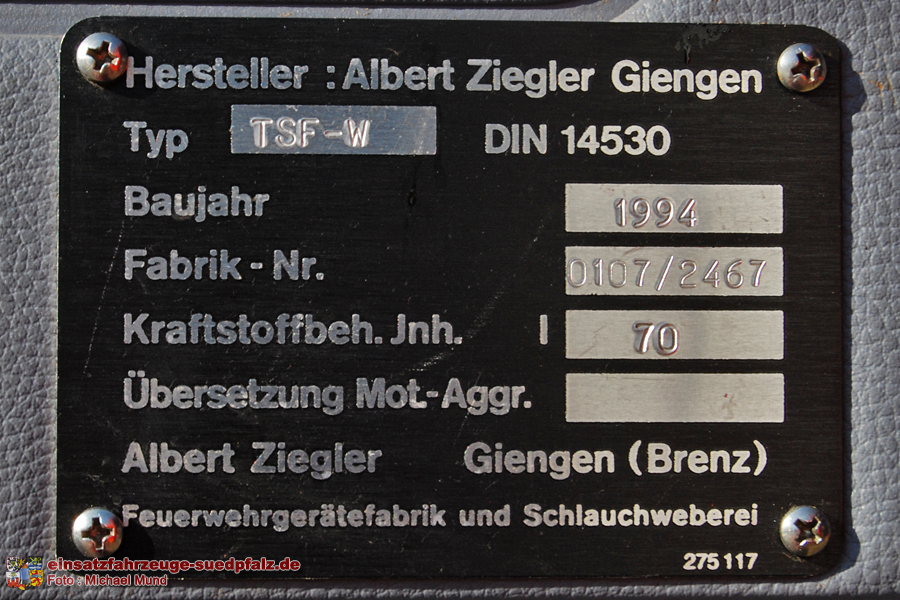 Hersteller : Albert Ziegler Giengen
Typ TSF-W DIN 14530
Baujahr 1994
Fabrik - Nr. 0107/2467
Kraftstoffbeh. Jnh. l 70
Übersetzung Mot.-Aggr.
Albert Ziegler Giengen (Brenz)
Feuerwehrgerätefabrik und Schlauchweberei
275 117
einsatzfahrzeuge-suedpfalz.de
Foto : Michael Mund